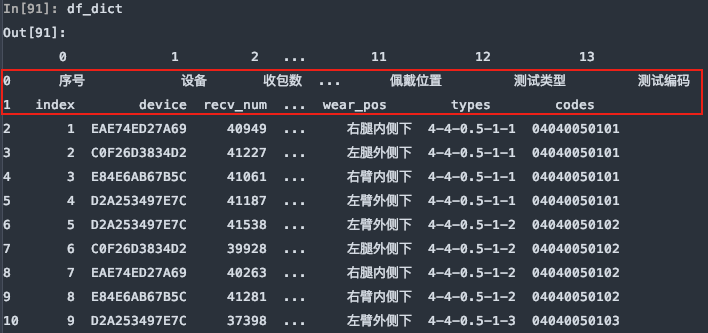 In[91]: df_dict
Out[91]:
0 1 2 ... 11 12 13
0 序号 设备 收包数 ... 佩戴位置 测试类型 测试编码
1 index device recv_num ... wear_pos types codes
2 1 EAE74ED27A69 40949 ... 右腿内侧下 4-4-0.5-1-1 04040050101
3 2 C0F26D3834D2 41227 ... 左腿外侧下 4-4-0.5-1-1 04040050101
4 3 E84E6AB67B5C 41061 ... 右臂内侧下 4-4-0.5-1-1 04040050101
5 4 D2A253497E7C 41187 ... 左臂外侧下 4-4-0.5-1-1 04040050101
6 5 D2A253497E7C 41538 ... 左臂外侧下 4-4-0.5-1-2 04040050102
7 6 C0F26D3834D2 39928 ... 左腿外侧下 4-4-0.5-1-2 04040050102
8 7 EAE74ED27A69 40263 ... 右腿内侧下 4-4-0.5-1-2 04040050102
9 8 E84E6AB67B5C 41281 ... 右臂内侧下 4-4-0.5-1-2 04040050102
10 9 D2A253497E7C 37398 ... 左臂外侧下 4-4-0.5-1-3 04040050103